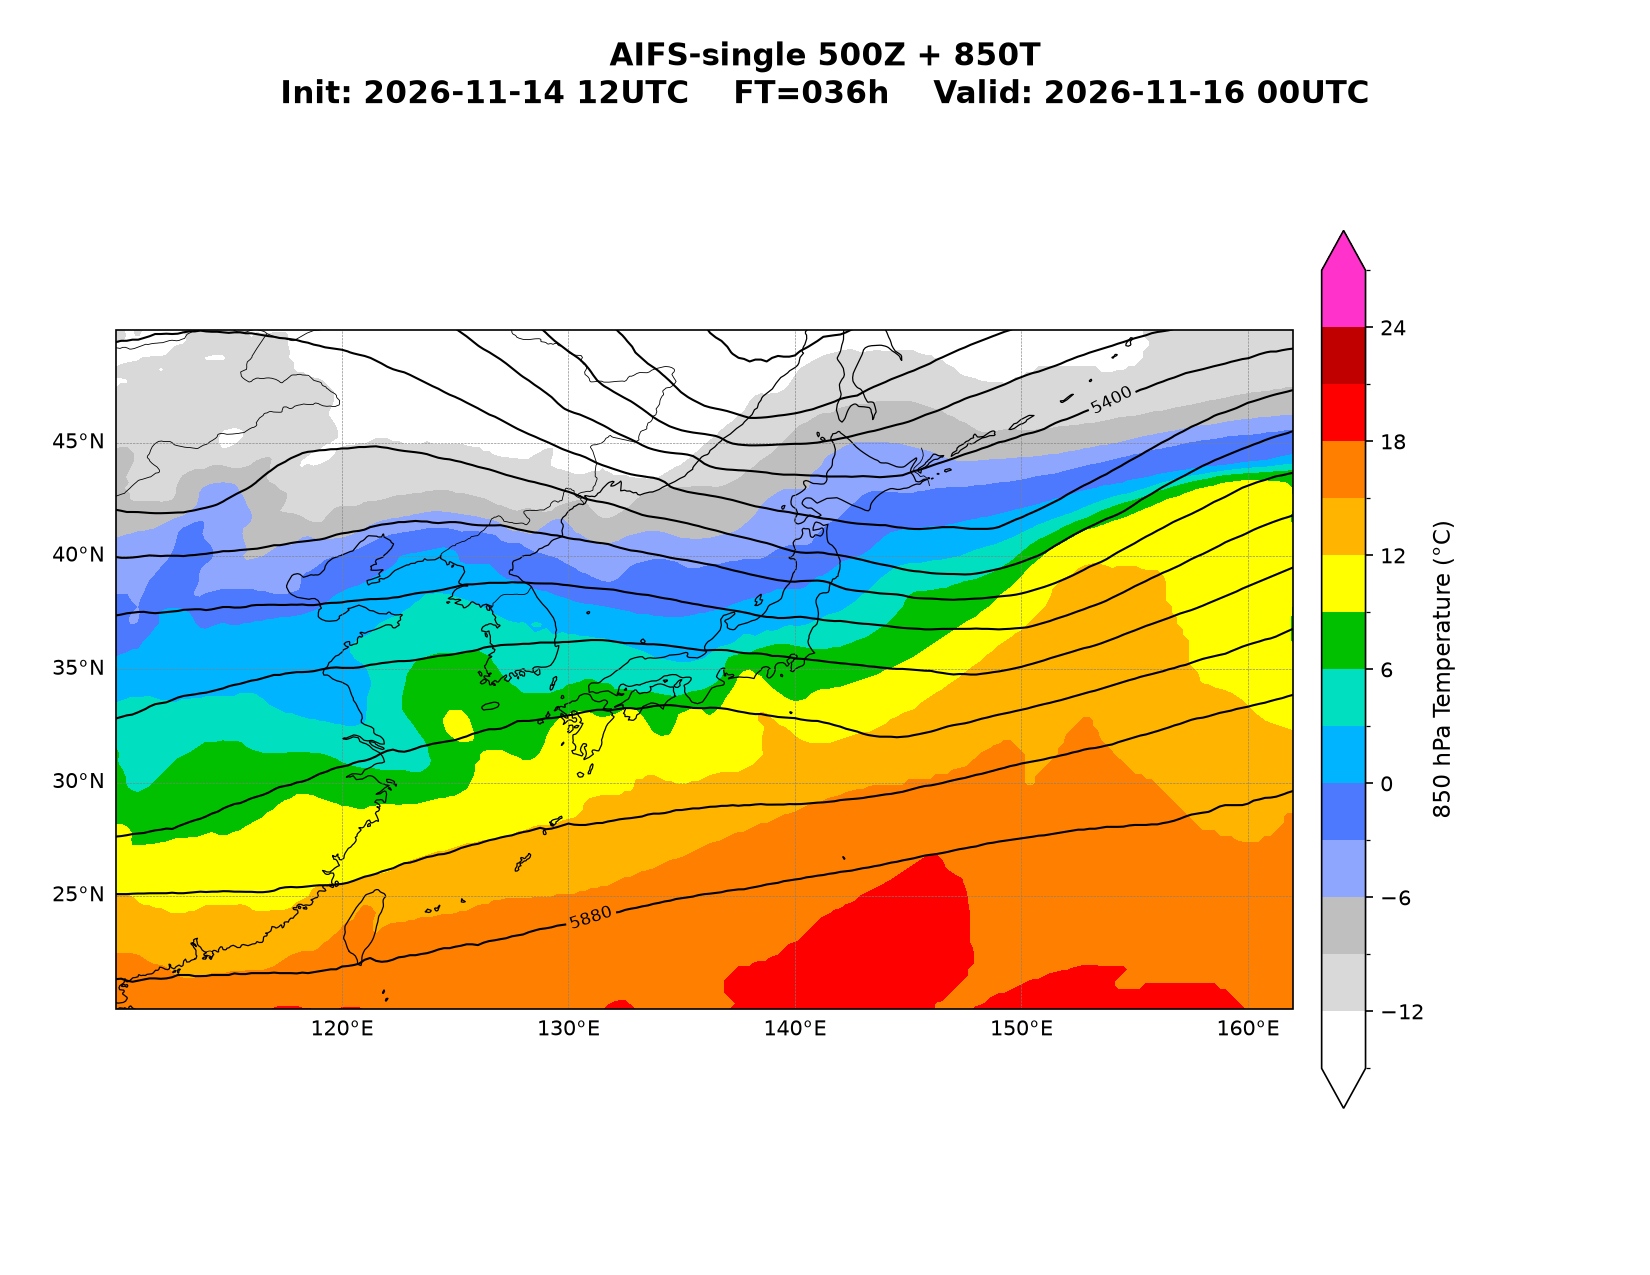 AIFS-single 500Z + 850T
Init: 2026-11-14 12UTC    FT=036h    Valid: 2026-11-16 00UTC
24
18
12
6
0
−6
−12
850 hPa Temperature (°C)
45°N
40°N
35°N
30°N
25°N
5400
5880
120°E
130°E
140°E
150°E
160°E